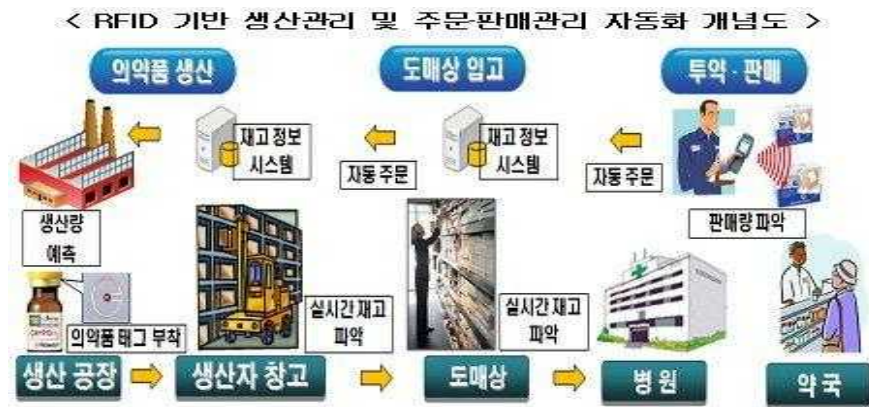 < RFID 기반 생산관리 및 주문·판매관리 자동화 개념도 >
의약품 생산
도매상 입고
투약 · 판매
재고 정보
시스템
자동 주문
재고 정보
시스템
자동 주문
생산량
예측
판매량 파악
의약품 태그 부착
실시간 재고
파악
실시간 재고
파악
생산 공장
생산자 창고
도매상
병 원
약 국